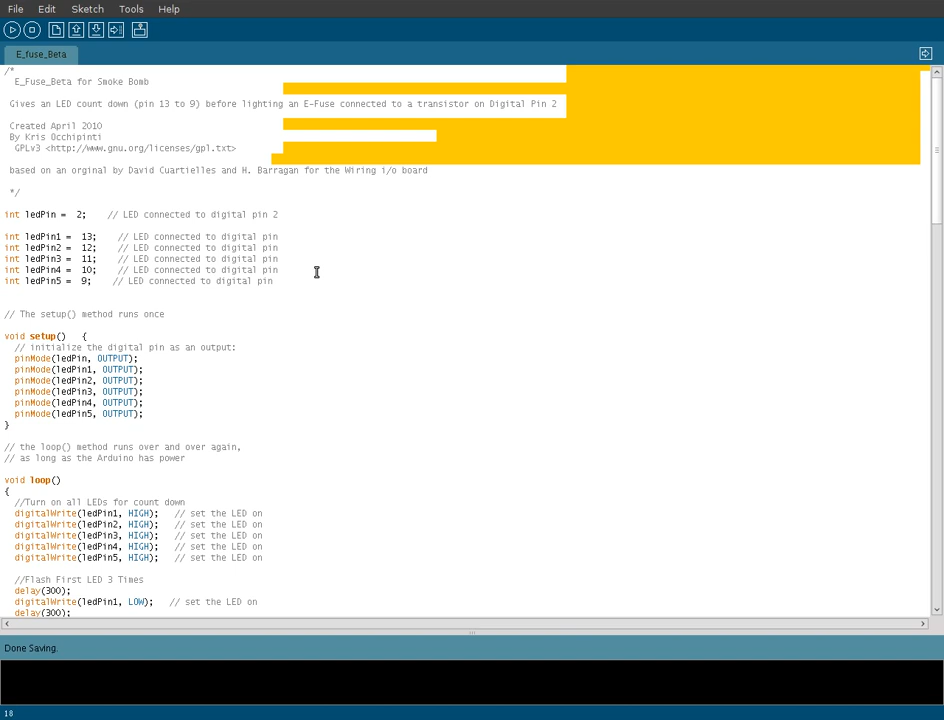 File Edit Sketch Tools Help
E_fuse_Beta
/*
E_Fuse_Beta for Smoke Bomb
Gives an LED count down (pin 13 to 9) before lighting an E-Fuse connected to a transistor on Digital Pin 2
Created April 2010
By Kris Occhipinti
GPLv3 <http://www.gnu.org/licenses/gpl.txt>
based on an orginal by David Cuartielles and H. Barragan for the Wiring i/o board
*/
int ledPin = 2; // LED connected to digital pin 2
int ledPin1 = 13; // LED connected to digital pin
int ledPin2 = 12; // LED connected to digital pin
int ledPin3 = 11; // LED connected to digital pin
int ledPin4 = 10; // LED connected to digital pin
int ledPin5 = 9; // LED connected to digital pin
// The setup() method runs once
void setup() {
// initialize the digital pin as an output:
pinMode(ledPin, OUTPUT);
pinMode(ledPin1, OUTPUT);
pinMode(ledPin2, OUTPUT);
pinMode(ledPin3, OUTPUT);
pinMode(ledPin4, OUTPUT);
pinMode(ledPin5, OUTPUT);
}
// the loop() method runs over and over again,
// as long as the Arduino has power
void loop()
{
//Turn on all LEDs for count down
digitalWrite(ledPin1, HIGH); // set the LED on
digitalWrite(ledPin2, HIGH); // set the LED on
digitalWrite(ledPin3, HIGH); // set the LED on
digitalWrite(ledPin4, HIGH); // set the LED on
digitalWrite(ledPin5, HIGH); // set the LED on
//Flash First LED 3 Times
delay(300);
digitalWrite(ledPin1, LOW); // set the LED on
delay(300);
Done Saving.
18